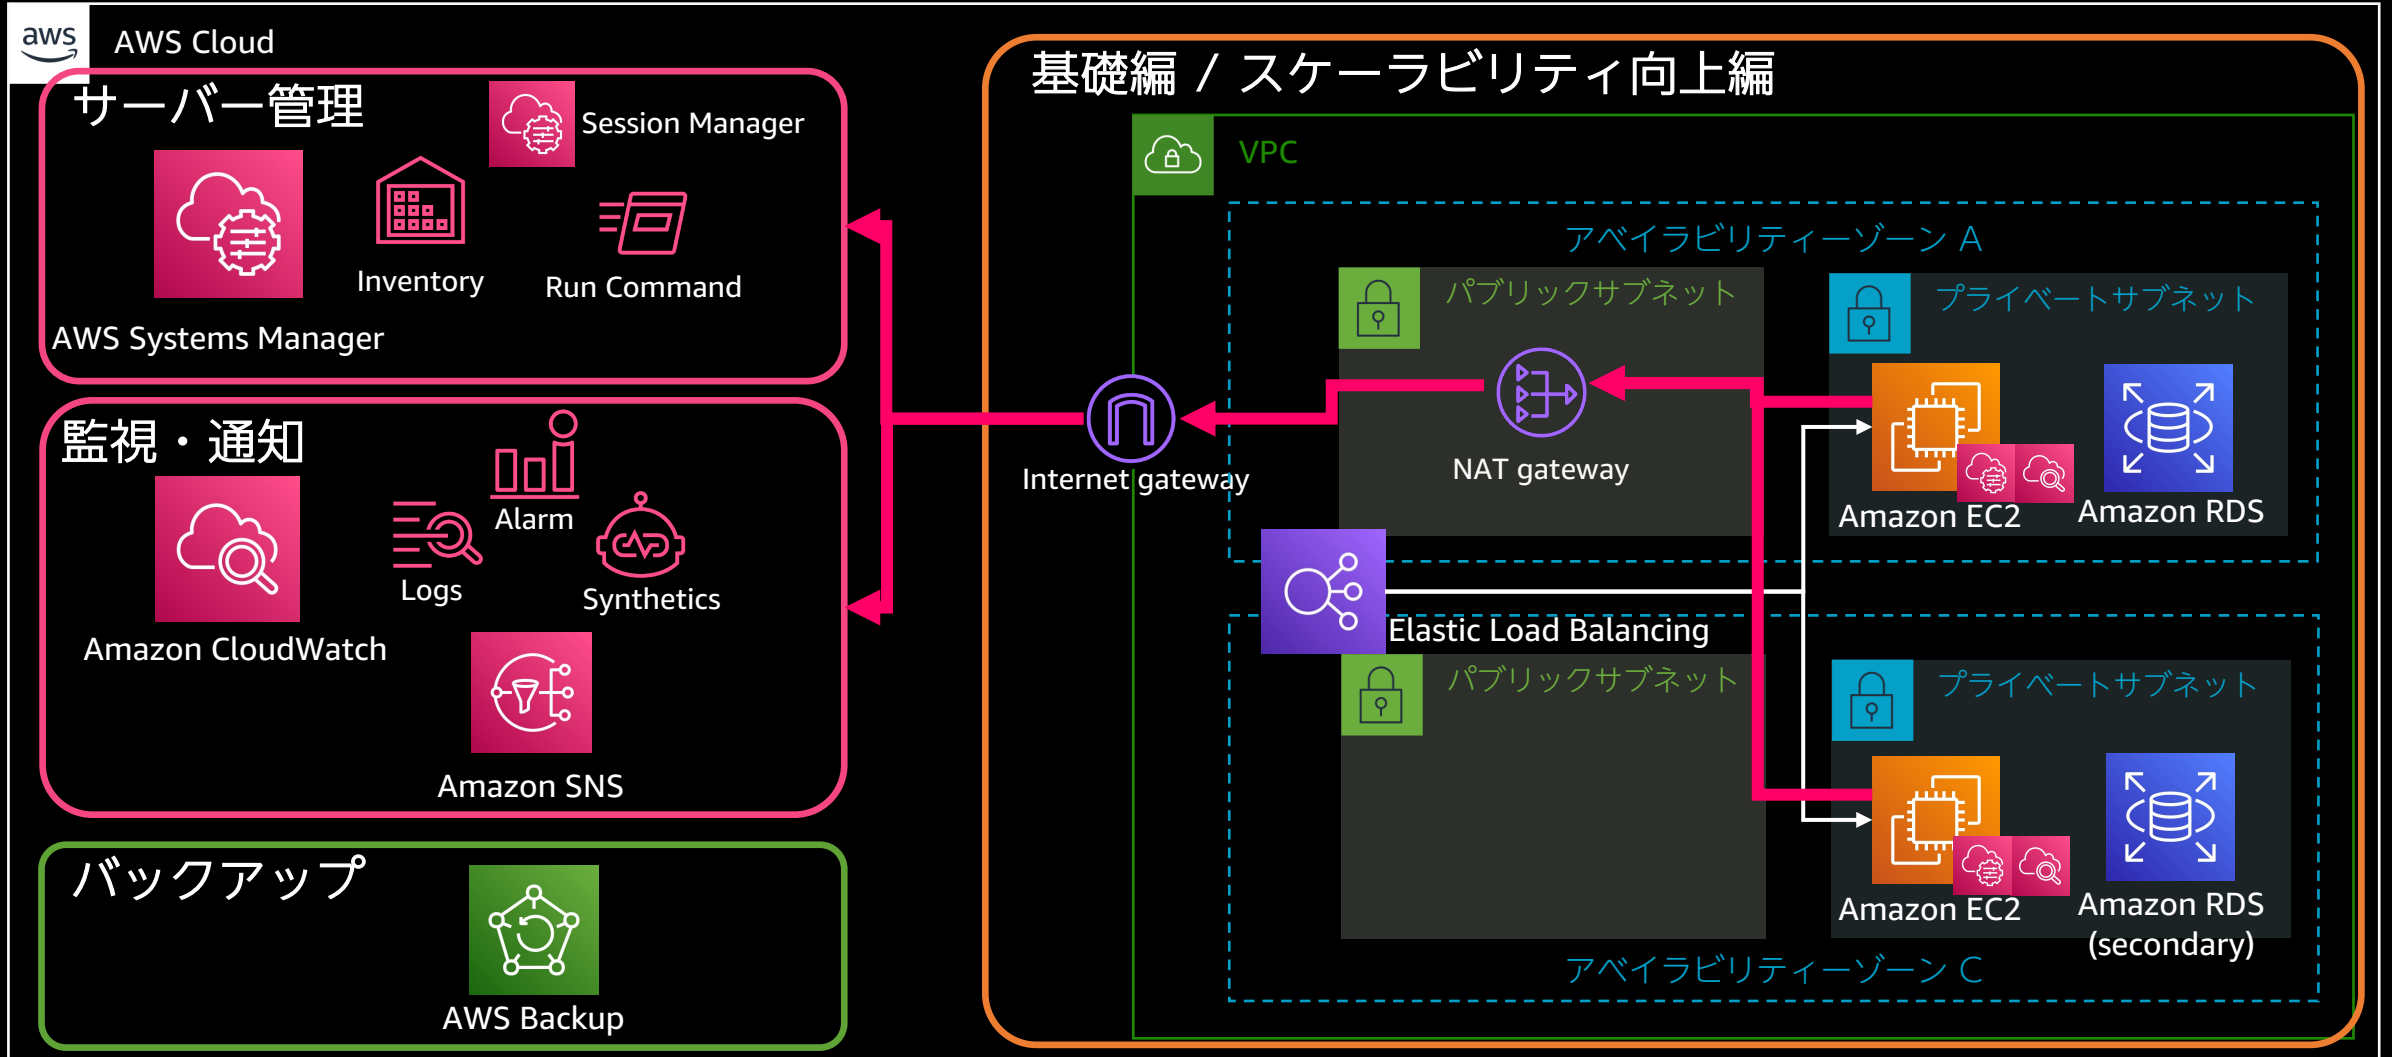 aws
AWS Cloud
サーバー管理
Session Manager
Inventory
Run Command
AWS Systems Manager
監視・通知
Alarm
Logs
Synthetics
Amazon CloudWatch
Amazon SNS
バックアップ
AWS Backup
基礎編 / スケーラビリティ向上編
VPC
アベイラビリティーゾーン A
パブリックサブネット
プライベートサブネット
Internet gateway
NAT gateway
Amazon EC2
Amazon RDS
Elastic Load Balancing
パブリックサブネット
プライベートサブネット
Amazon EC2
Amazon RDS
(secondary)
アベイラビリティーゾーン C